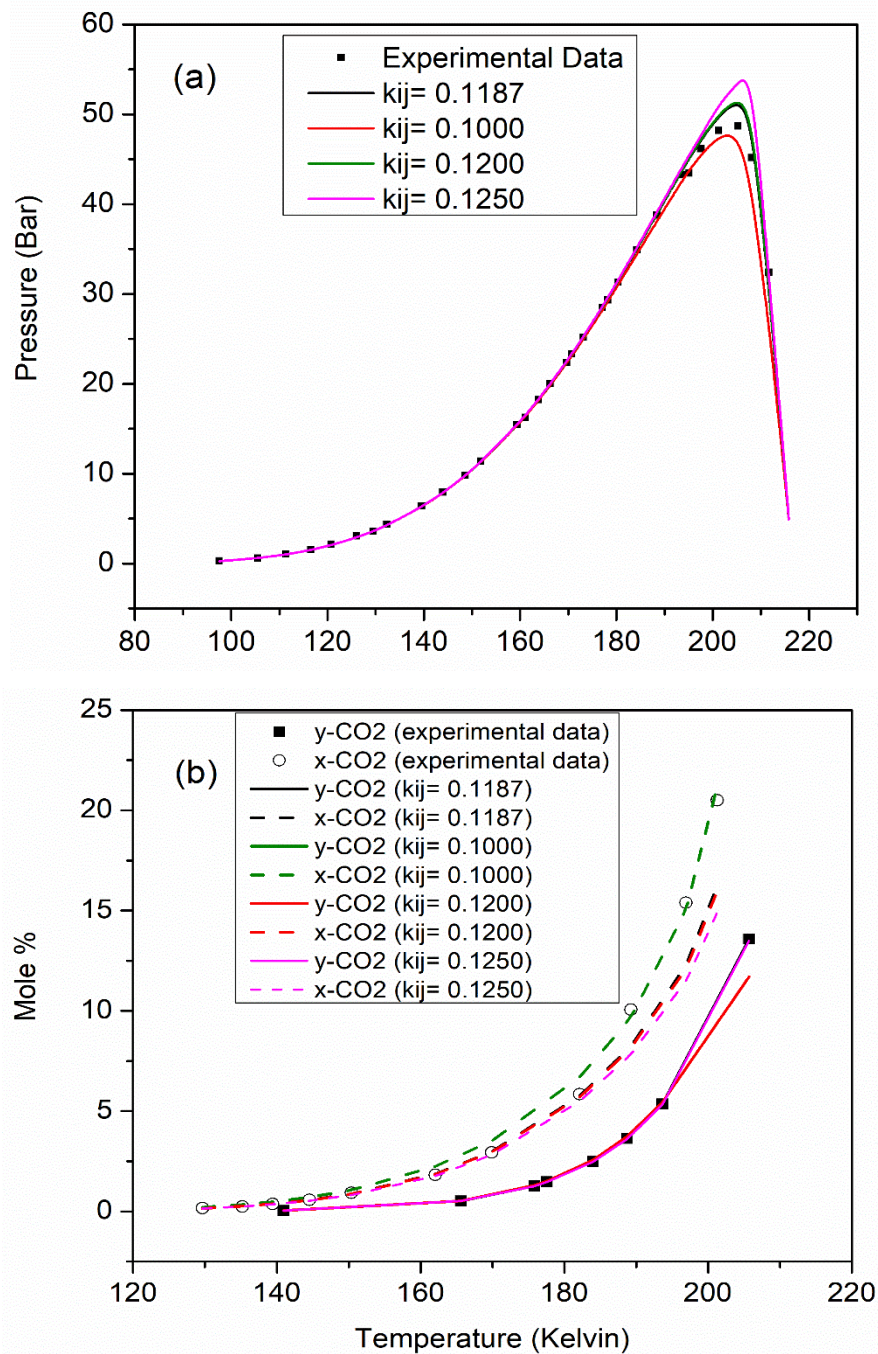 60
50
40
30
20
10
0
Pressure (Bar)
(a)
Experimental Data
kij= 0.1187
kij= 0.1000
kij= 0.1200
kij= 0.1250
80 100 120 140 160 180 200 220
25
20
15
10
5
0
Mole %
(b)
y-CO2 (experimental data)
x-CO2 (experimental data)
y-CO2 (kij= 0.1187)
x-CO2 (kij= 0.1187)
y-CO2 (kij= 0.1000)
x-CO2 (kij= 0.1000)
y-CO2 (kij= 0.1200)
x-CO2 (kij= 0.1200)
y-CO2 (kij= 0.1250)
x-CO2 (kij= 0.1250)
120 140 160 180 200 220
Temperature (Kelvin)